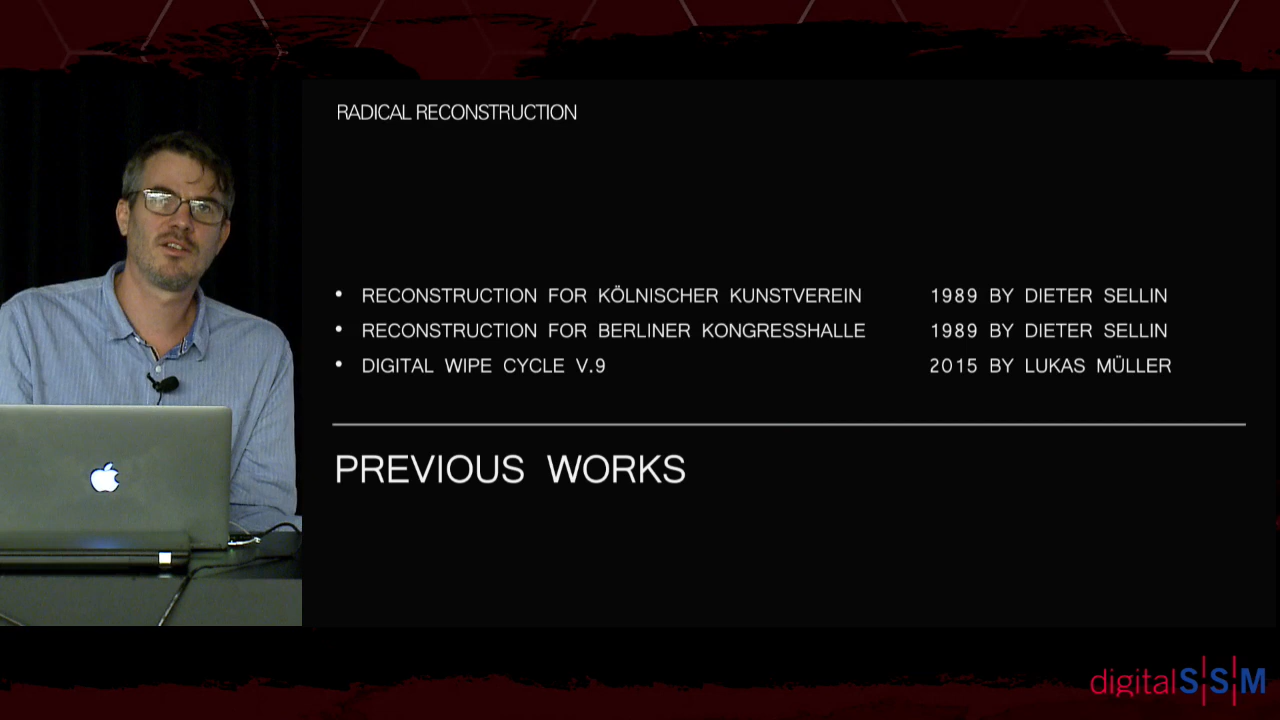 RADICAL RECONSTRUCTION
• RECONSTRUCTION FOR KÖLNISCHER KUNSTVEREIN 1989 BY DIETER SELLIN
• RECONSTRUCTION FOR BERLINER KONGRESSHALLE 1989 BY DIETER SELLIN
• DIGITAL WIPE CYCLE V.9 2015 BY LUKAS MÜLLER
PREVIOUS WORKS
digitalS|S|M